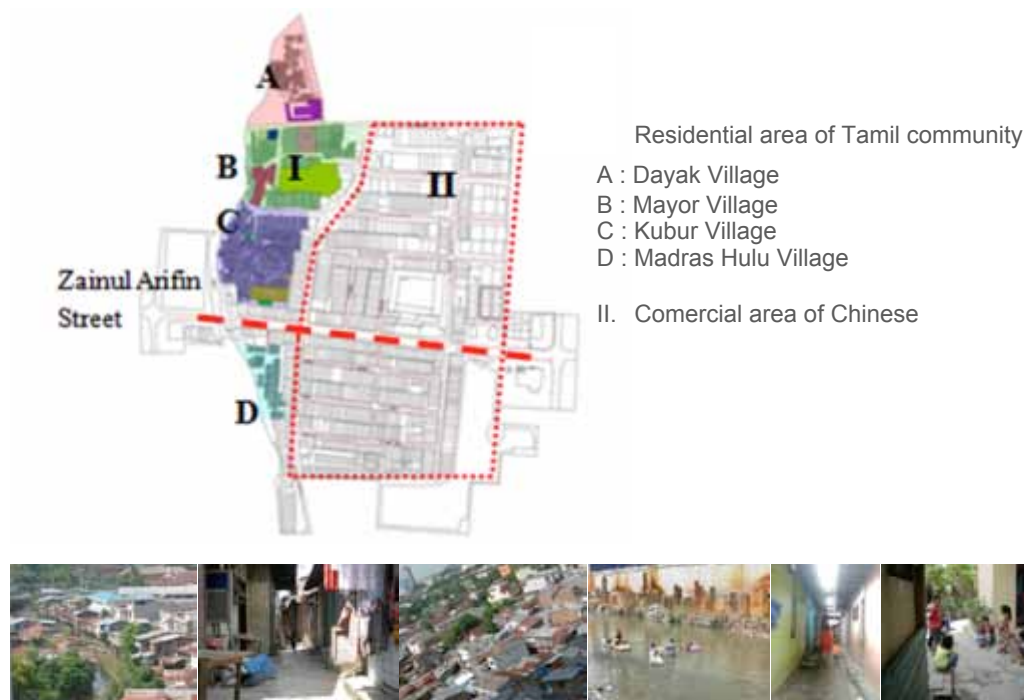 A
B
I
II
C
Zainul Arifin
Street
D
Residential area of Tamil community
A : Dayak Village
B : Mayor Village
C : Kubur Village
D : Madras Hulu Village
II. Comercial area of Chinese